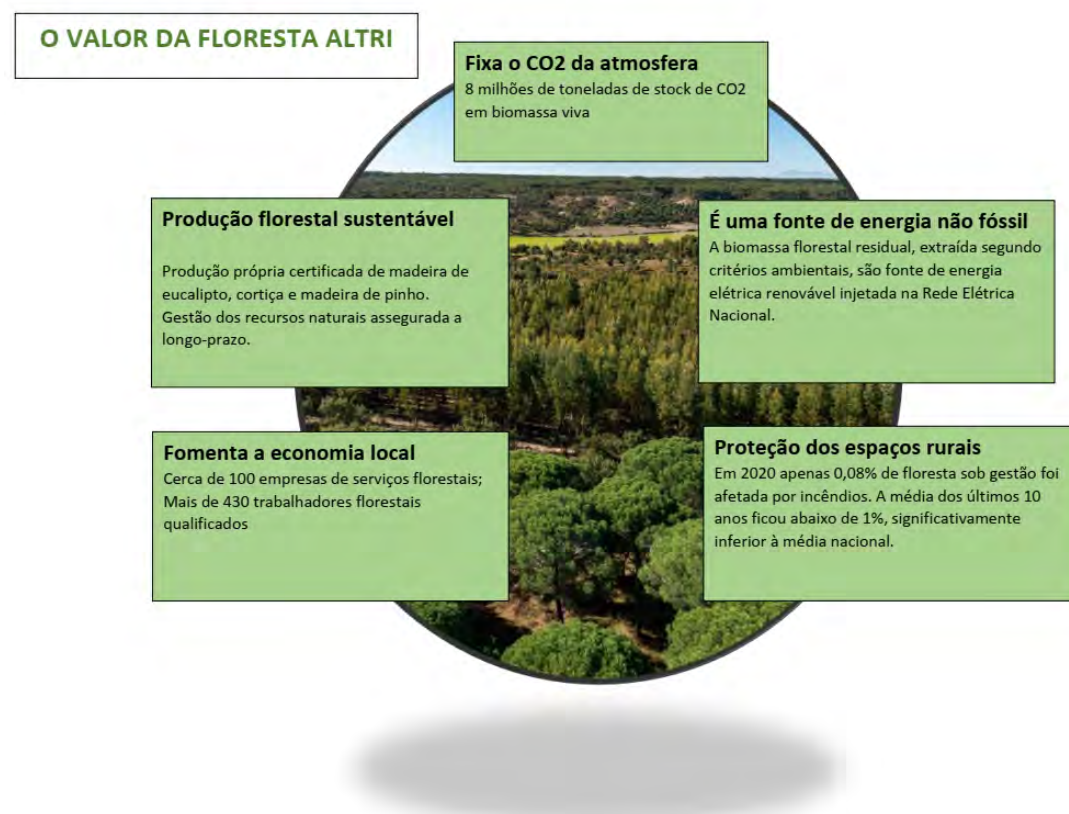 O VALOR DA FLORESTA ALTRI
Fixa o CO2 da atmosfera
8 milhões de toneladas de stock de CO2
em biomassa viva
Produção florestal sustentável
Produção própria certificada de madeira de
eucalipto, cortiça e madeira de pinho.
Gestão dos recursos naturais assegurada a
longo-prazo.
É uma fonte de energia não fóssil
A biomassa florestal residual, extraída segundo
critérios ambientais, são fonte de energia
elétrica renovável injetada na Rede Elétrica
Nacional.
Fomenta a economia local
Cerca de 100 empresas de serviços florestais;
Mais de 430 trabalhadores florestais
qualificados
Proteção dos espaços rurais
Em 2020 apenas 0,08% de floresta sob gestão foi
afetada por incêndios. A média dos últimos 10
anos ficou abaixo de 1%, significativamente
inferior à média nacional.